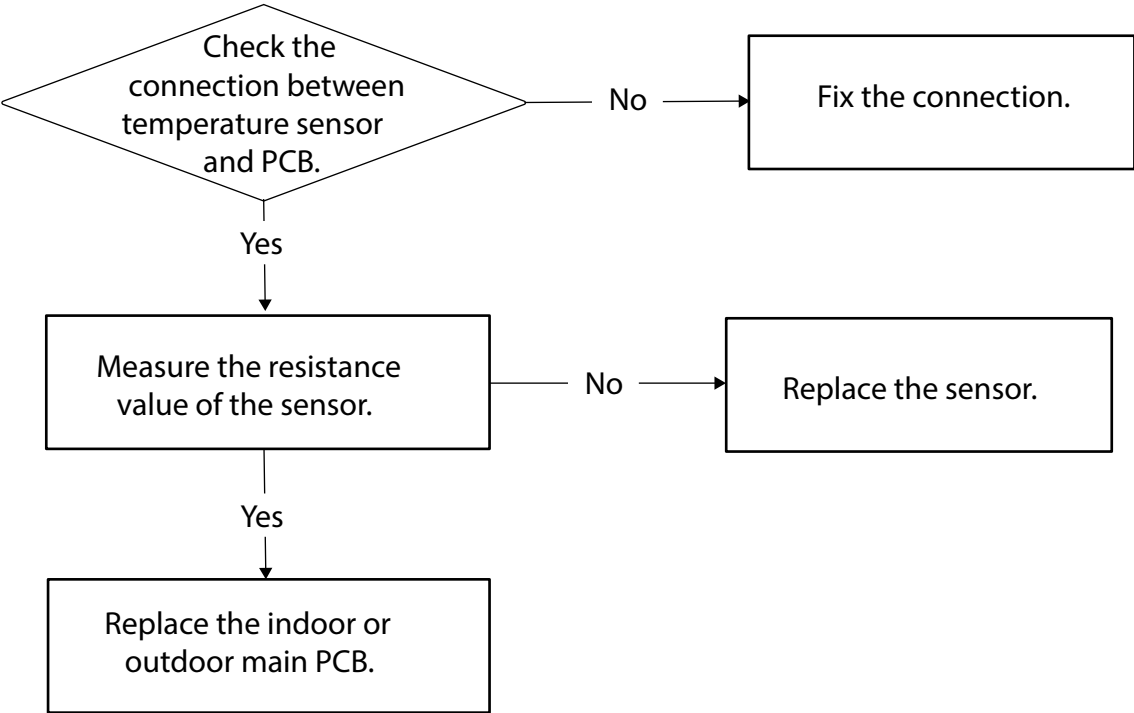 Check the
connection between
temperature sensor
and PCB.
No
Fix the connection.
Yes
Measure the resistance
value of the sensor.
No
Replace the sensor.
Yes
Replace the indoor or
outdoor main PCB.